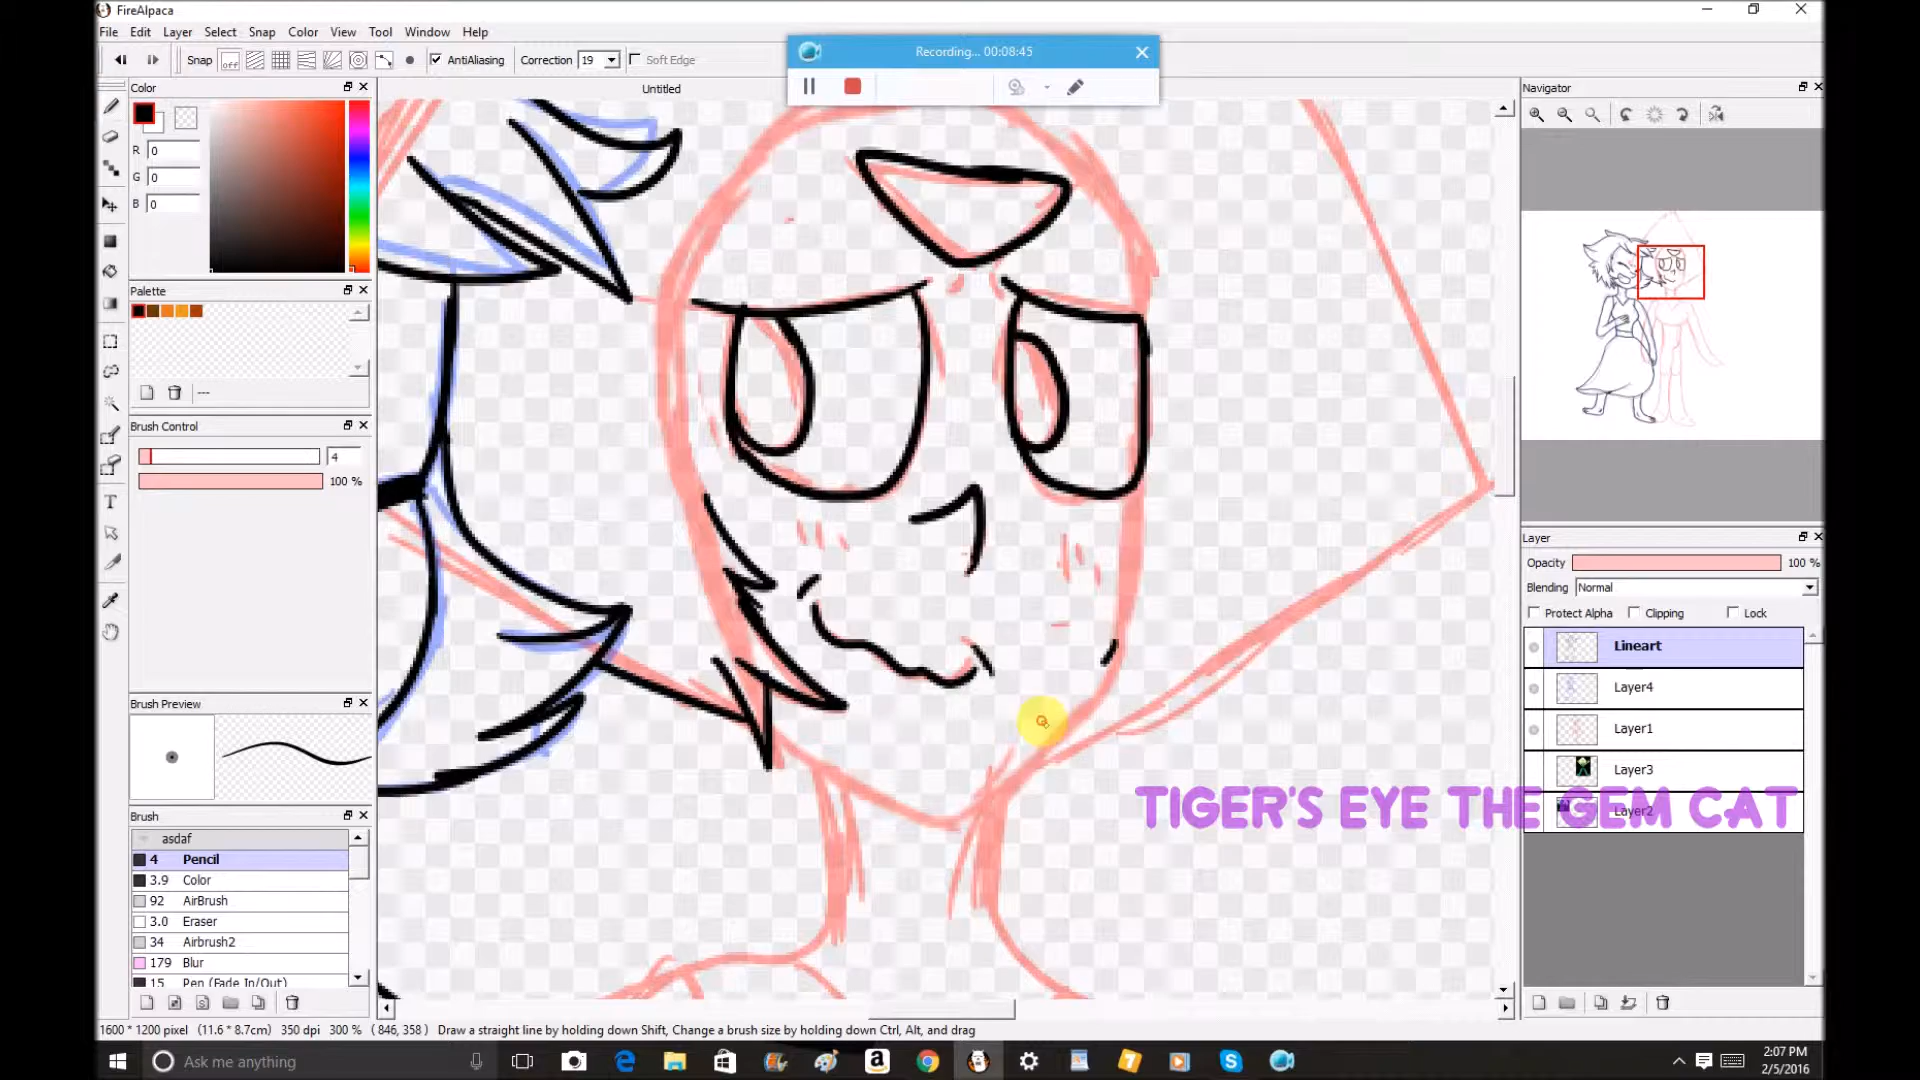 FireAlpaca
File Edit Layer Select Snap Color View Tool Window Help
Recording... 00:08:45
Snap off AntiAliasing Correction 19 Soft Edge
Color
Untitled
Navigator
R 0
G 0
B 0
Palette
---
Brush Control
4
100 %
Layer
Opacity 100 %
Blending Normal
Protect Alpha Clipping Lock
Lineart
Layer4
Layer1
Layer3
Layer2
TIGER'S EYE THE GEM CAT
Brush Preview
Brush
asdaf
4 Pencil
3.9 Color
92 AirBrush
3.0 Eraser
34 Airbrush2
179 Blur
15 Pen (Fade In/Out)
1600 * 1200 pixel (11.6 * 8.7cm) 350 dpi 300 % ( 846, 358 ) Draw a straight line by holding down Shift, Change a brush size by holding down Ctrl, Alt, and drag
Ask me anything
2:07 PM
2/5/2016